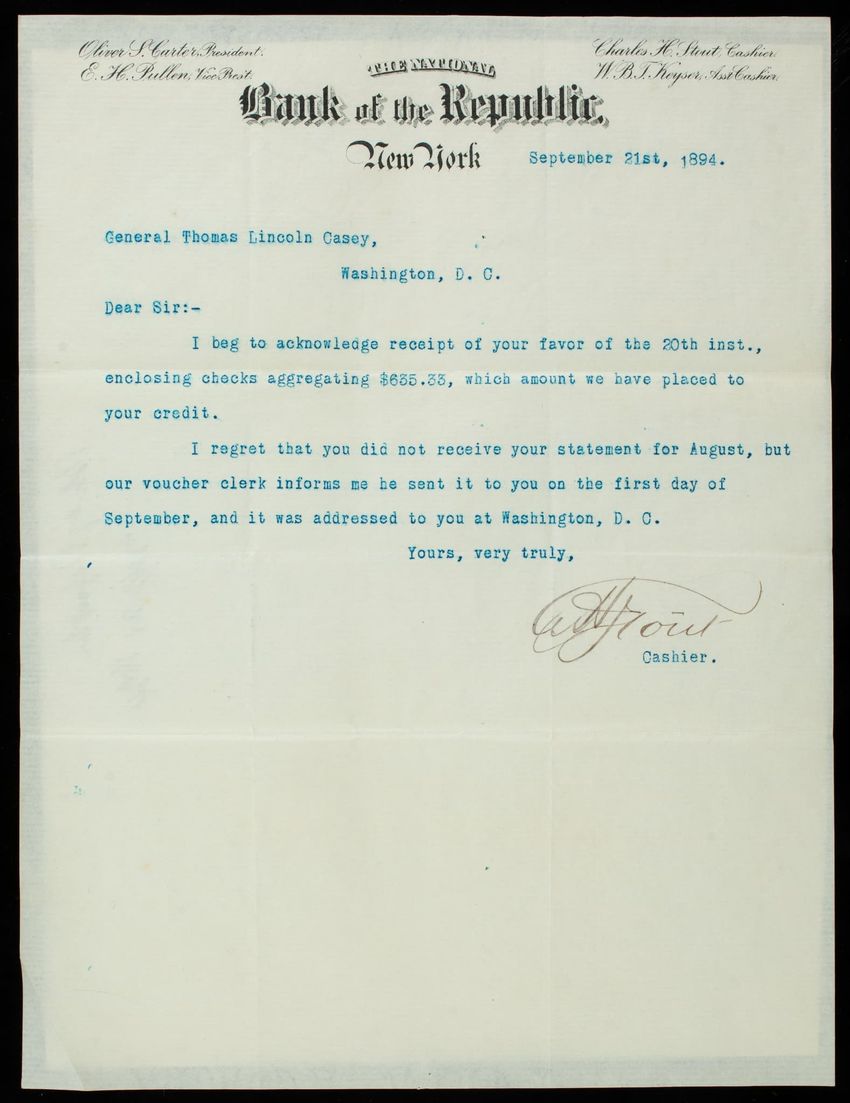 Oliver S. Carter, President.
E. H. Pullen, Vice Prest.
Charles H. Stout, Cashier.
W. B. T. Keyser, Asst Cashier.
THE NATIONAL
Bank of the Republic,
New York
September 21st, 1894.
General Thomas Lincoln Casey,
Washington, D. C.
Dear Sir:-
I beg to acknowledge receipt of your favor of the 20th inst.,
enclosing checks aggregating $635.33, which amount we have placed to
your credit.
I regret that you did not receive your statement for August, but
our voucher clerk informs me he sent it to you on the first day of
September, and it was addressed to you at Washington, D. C.
Yours, very truly,
C H Stout
Cashier.